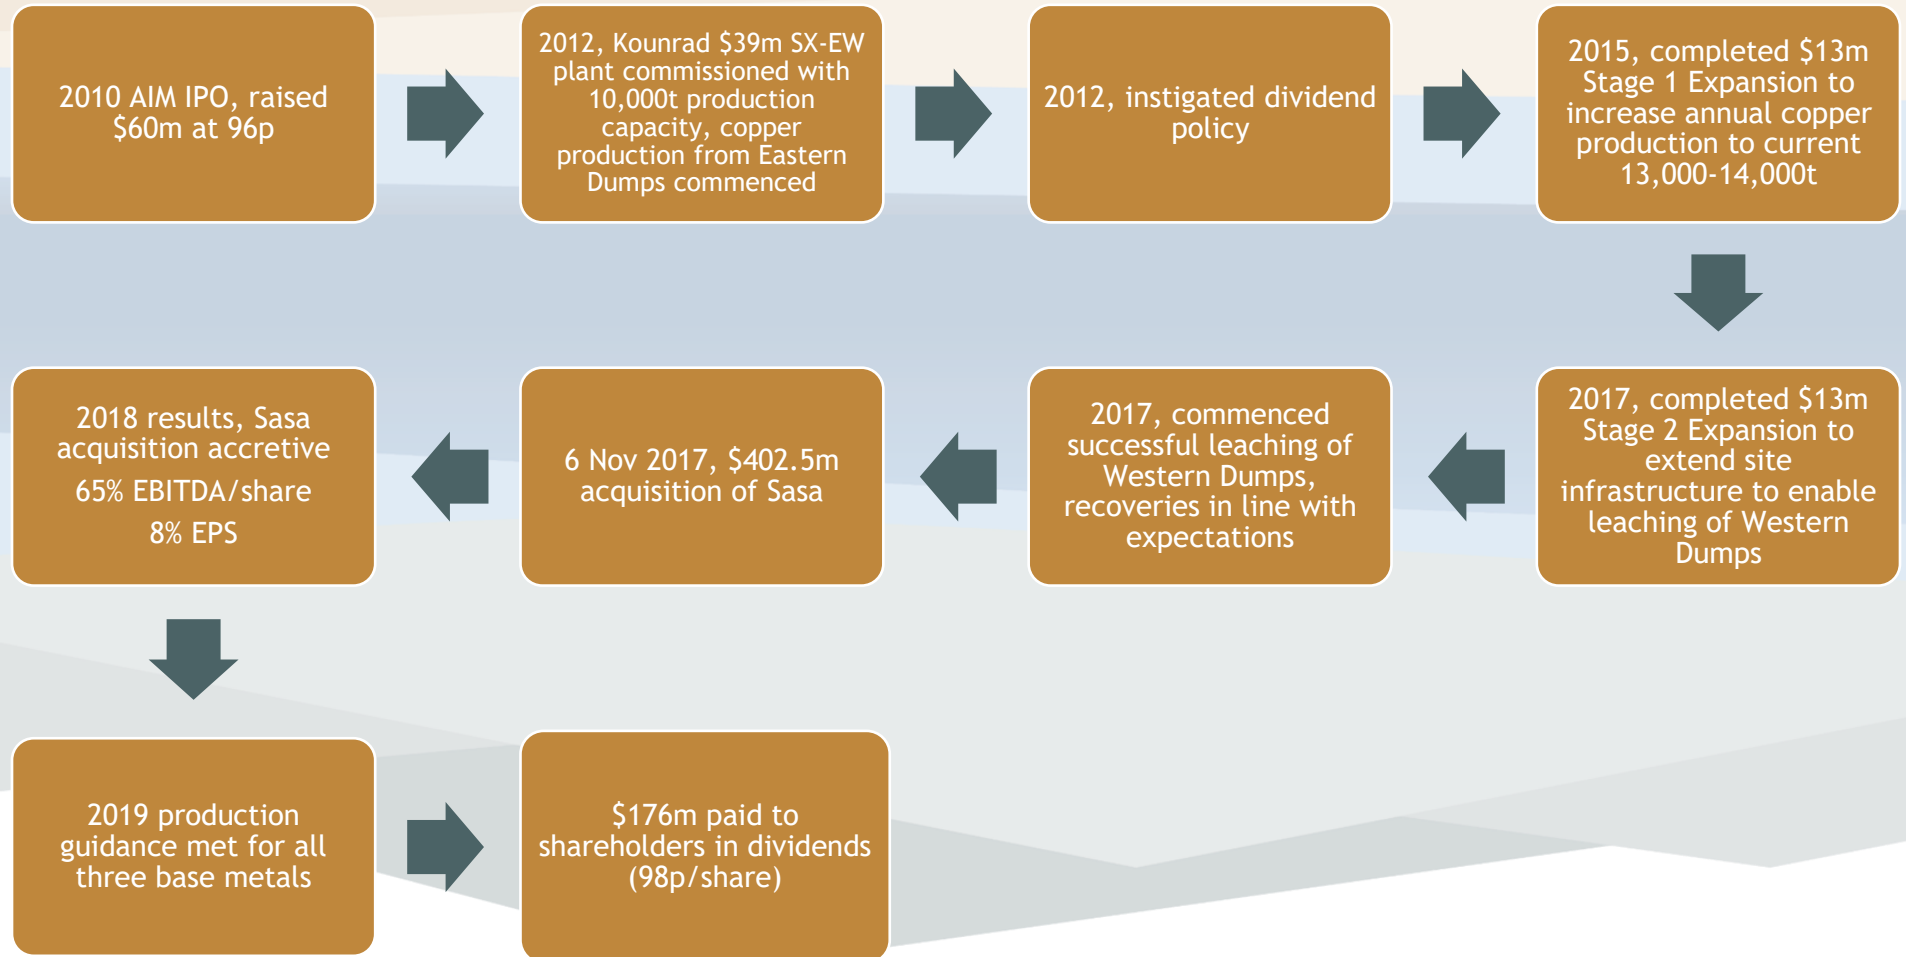 2010 AIM IPO, raised
$60m at 96p
2012, Kounrad $39m SX-EW
plant commissioned with
10,000t production
capacity, copper
production from Eastern
Dumps commenced
2012, instigated dividend
policy
2015, completed $13m
Stage 1 Expansion to
increase annual copper
production to current
13,000-14,000t
2017, completed $13m
Stage 2 Expansion to
extend site
infrastructure to enable
leaching of Western
Dumps
2017, commenced
successful leaching of
Western Dumps,
recoveries in line with
expectations
6 Nov 2017, $402.5m
acquisition of Sasa
2018 results, Sasa
acquisition accretive
65% EBITDA/share
8% EPS
2019 production
guidance met for all
three base metals
$176m paid to
shareholders in dividends
(98p/share)